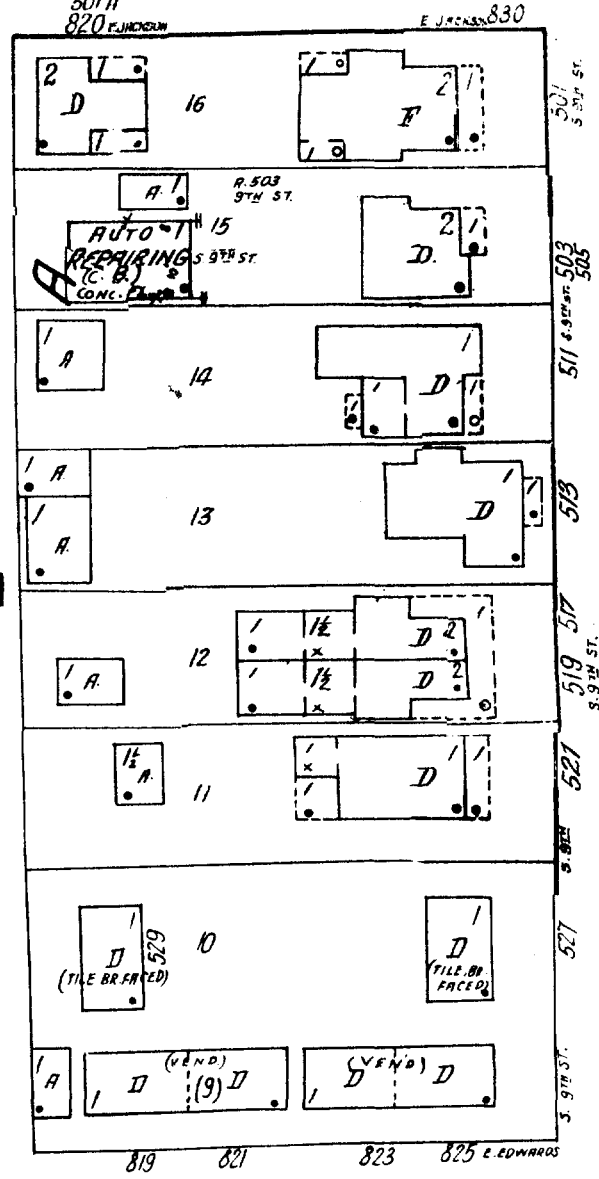 501A
820 E. JACKSON
E. JACKSON 830
2 D 1 1
16
1 1 F 2 1
501
S. 9TH ST.
A. 1
R. 503
9TH ST.
15
AUTO 1
REPAIRING S. 9TH ST.
(C. B.)
CONC.
2 D. 1
503
505
S. 9TH ST.
1 A
14
1 1 1 D 1
511
1 A.
1 A.
13
1 D 1
513
12
1 A.
1 1½ D 2 1
1 1½ D 2
517
519
S. 9TH ST.
1½ A.
11
1 1 D 1 1
521
S. 9TH
1 D 529
(TILE BR. FACED)
10
1 D
(TILE. BR.
FACED)
527
1 A
(VEND.)
1 D (9) D
(VEND)
1 D D
S. 9TH ST.
819 821 823 825 E. EDWARDS